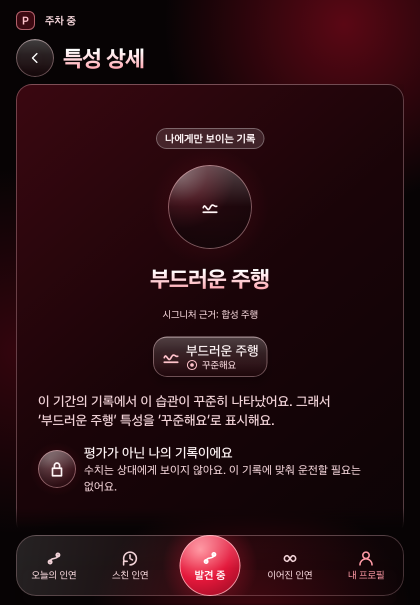 P 주차 중
특성 상세
나에게만 보이는 기록
부드러운 주행
시그니처 근거: 합성 주행
부드러운 주행
꾸준해요
이 기간의 기록에서 이 습관이 꾸준히 나타났어요. 그래서
'부드러운 주행' 특성을 '꾸준해요'로 표시해요.
평가가 아닌 나의 기록이에요
수치는 상대에게 보이지 않아요. 이 기록에 맞춰 운전할 필요는
없어요.
오늘의 인연 스친 인연 발견 중 이어진 인연 내 프로필